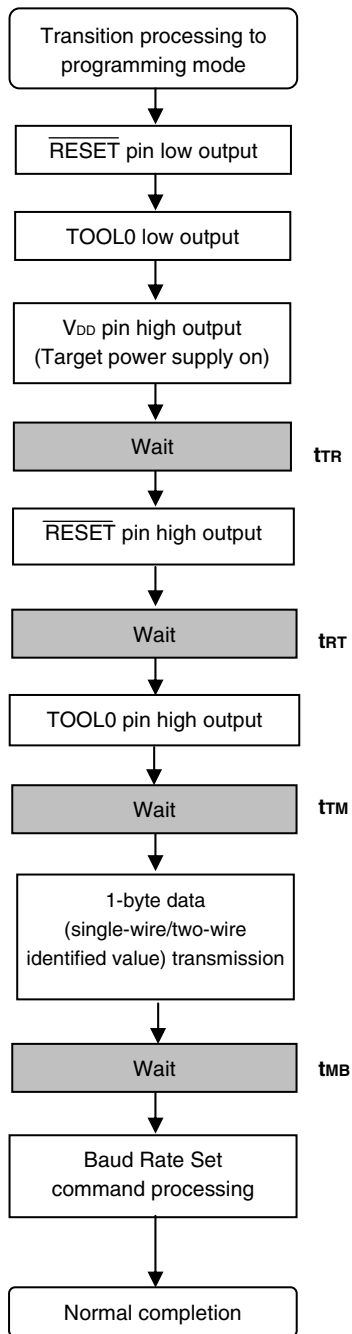 Transition processing to
programming mode
RESET pin low output
TOOL0 low output
VDD pin high output
(Target power supply on)
Wait
tTR
RESET pin high output
Wait
tRT
TOOL0 pin high output
Wait
tTM
1-byte data
(single-wire/two-wire
identified value) transmission
Wait
tMB
Baud Rate Set
command processing
Normal completion